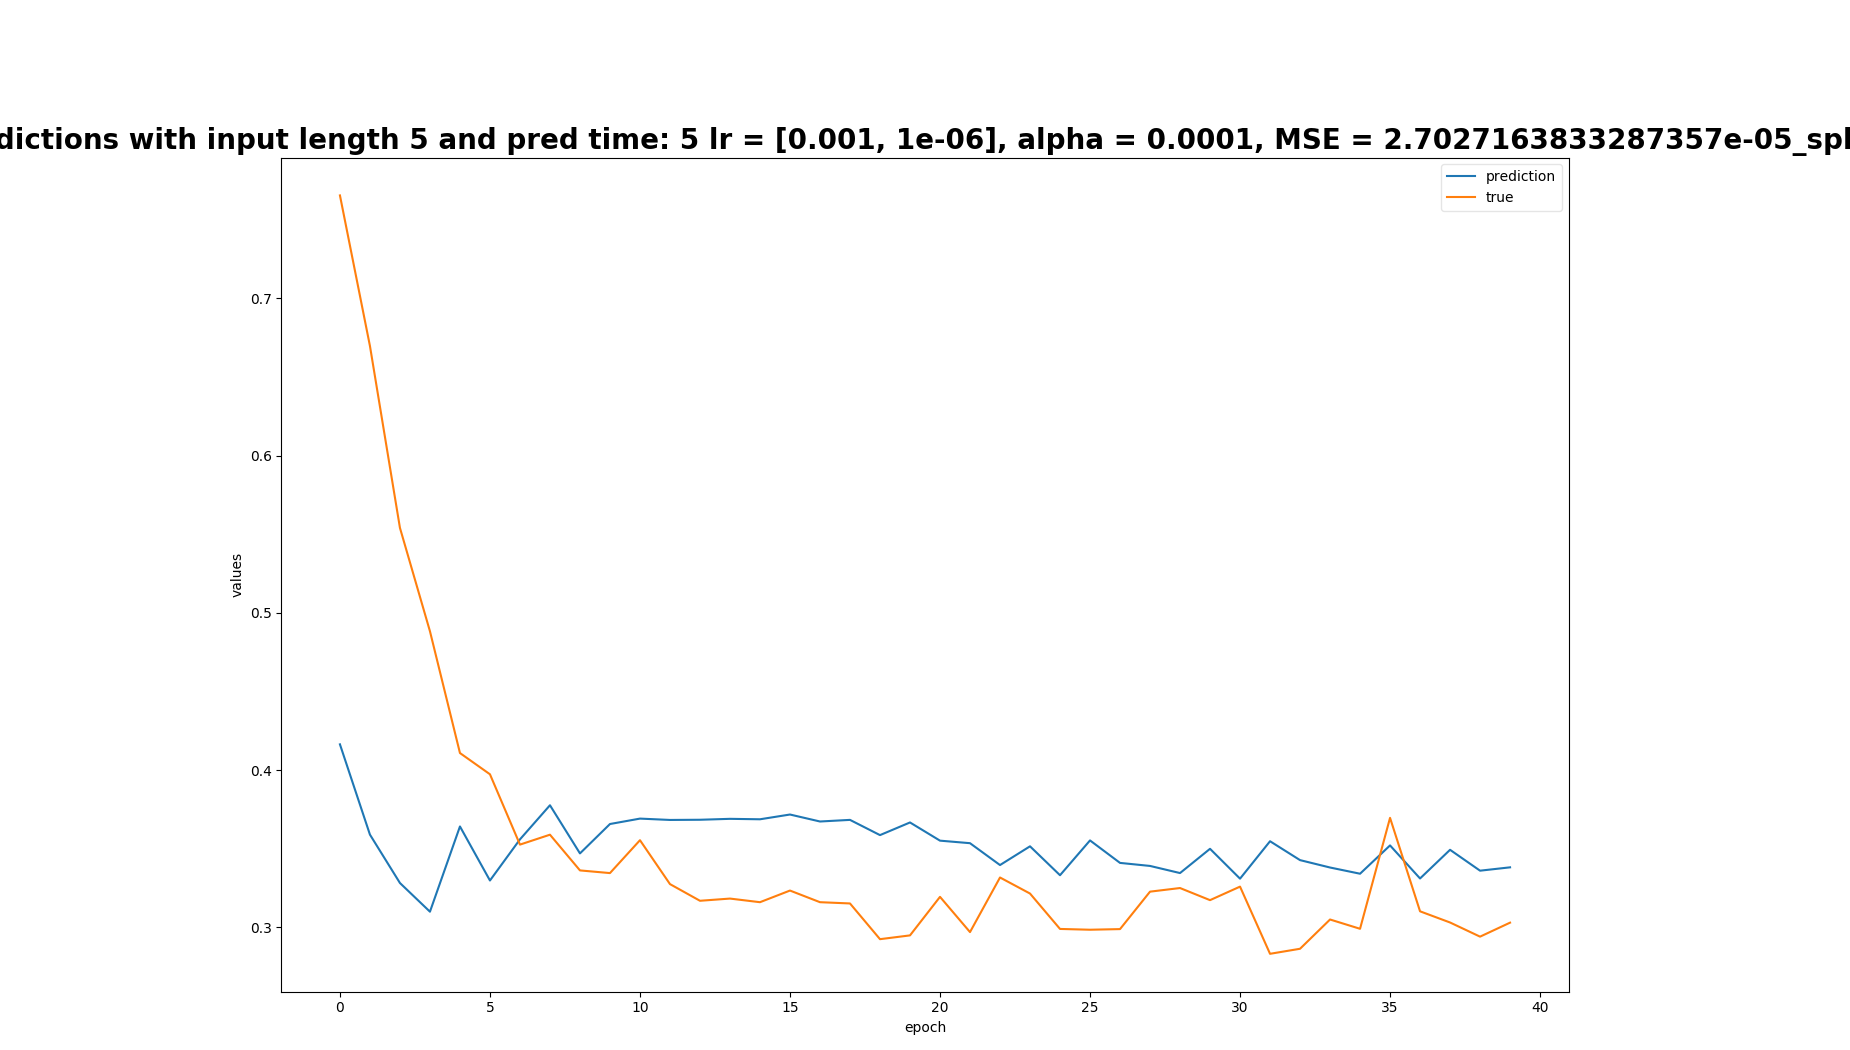 dictions with input length 5 and pred time: 5 lr = [0.001, 1e-06], alpha = 0.0001, MSE = 2.7027163833287357e-05_spl
prediction
true
0.7
0.6
0.5
0.4
0.3
values
0 5 10 15 20 25 30 35 40
epoch